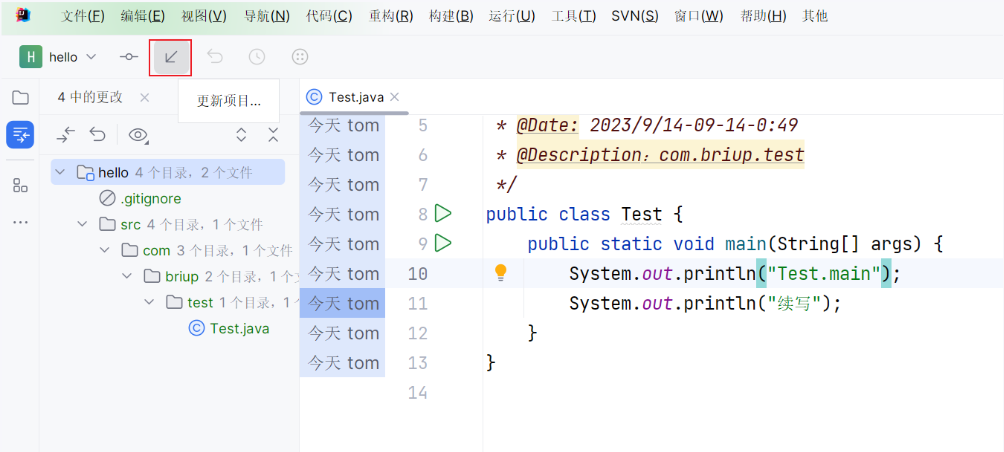 文件(F) 编辑(E) 视图(V) 导航(N) 代码(C) 重构(R) 构建(B) 运行(U) 工具(T) SVN(S) 窗口(W) 帮助(H) 其他
H hello
4 中的更改
更新项目...
Test.java
hello 4 个目录，2 个文件
.gitignore
src 4 个目录，1 个文件
com 3 个目录，1 个文件
briup 2 个目录，1 个
test 1 个目录，1 个
Test.java
今天 tom 5 * @Date: 2023/9/14-09-14-0:49
今天 tom 6 * @Description：com.briup.test
今天 tom 7 */
今天 tom 8 public class Test {
今天 tom 9 public static void main(String[] args) {
今天 tom 10 System.out.println("Test.main");
今天 tom 11 System.out.println("续写");
今天 tom 12 }
今天 tom 13 }
14